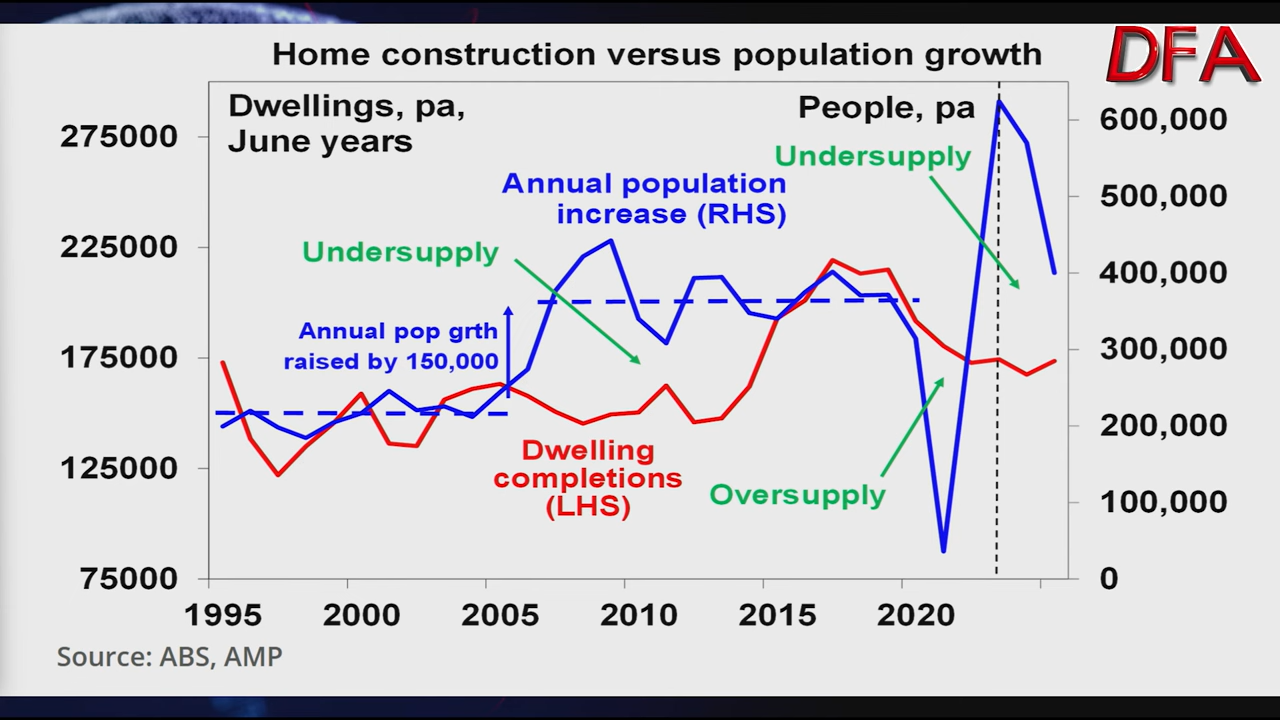 Home construction versus population growth
DFA
Dwellings, pa,
June years
People, pa
Undersupply
Annual population
increase (RHS)
Undersupply
Annual pop grth
raised by 150,000
Dwelling
completions
(LHS)
Oversupply
275000
225000
175000
125000
75000
600,000
500,000
400,000
300,000
200,000
100,000
0
1995 2000 2005 2010 2015 2020
Source: ABS, AMP